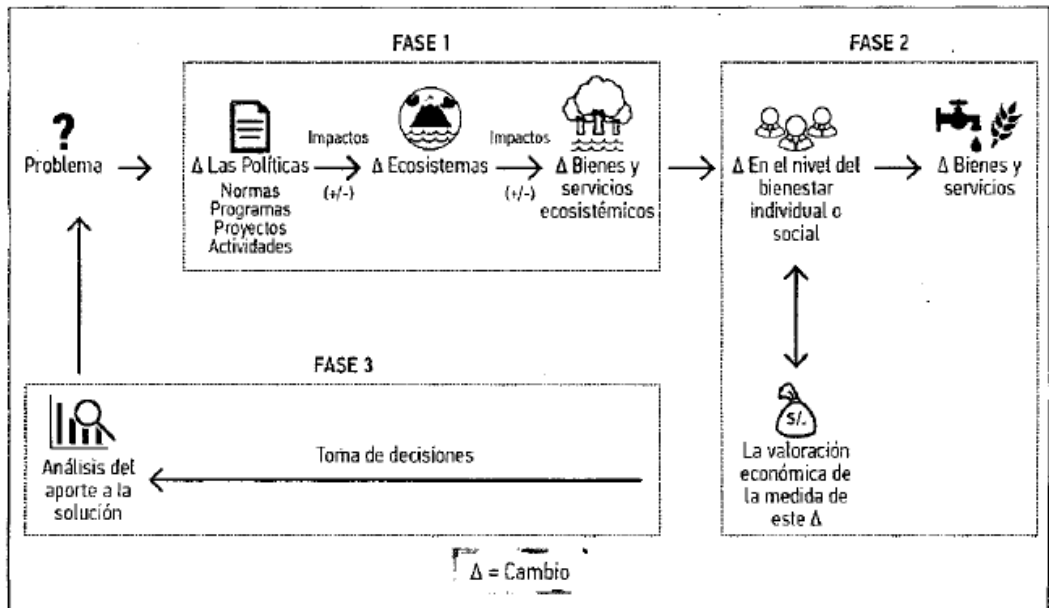 FASE 1
FASE 2
?
Problema
Δ Las Políticas
Normas
Programas
Proyectos
Actividades
Impactos
(+/-)
Δ Ecosistemas
Impactos
(+/-)
Δ Bienes y
servicios
ecosistémicos
Δ En el nivel del
bienestar
individual o
social
Δ Bienes y
servicios
S/.
La valoración
económica de
la medida de
este Δ
FASE 3
Análisis del
aporte a la
solución
Toma de decisiones
Δ = Cambio